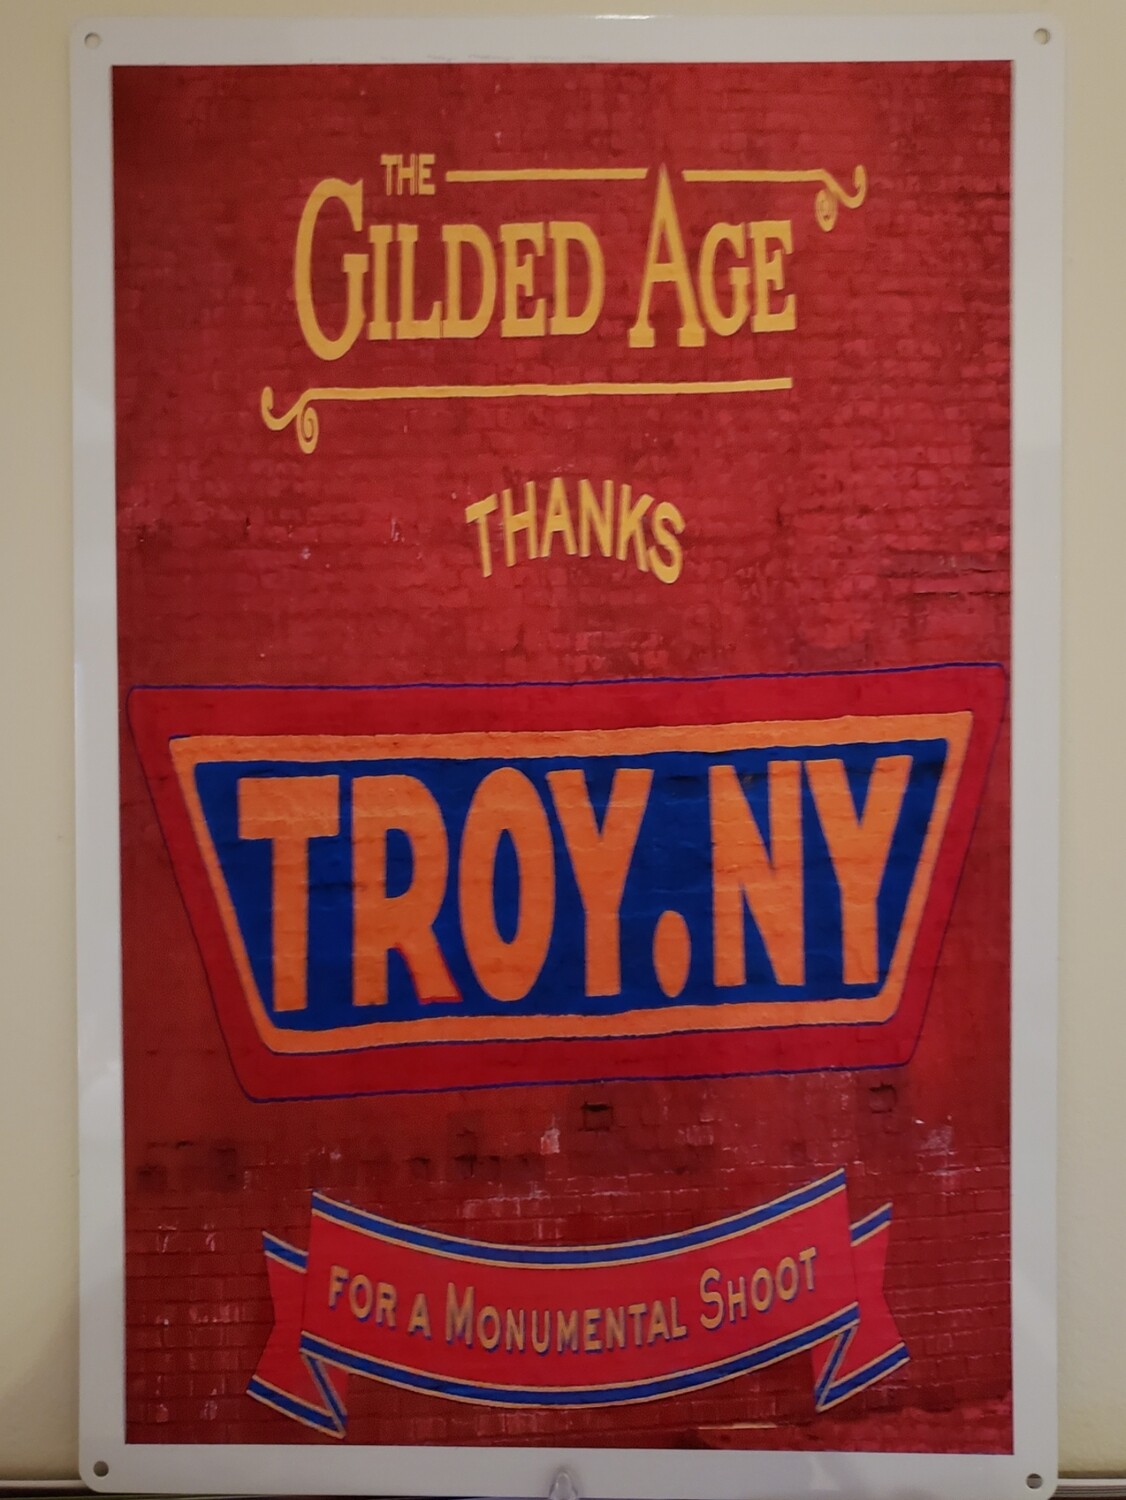 THE
GILDED AGE
THANKS
TROY.NY
FOR A MONUMENTAL SHOOT